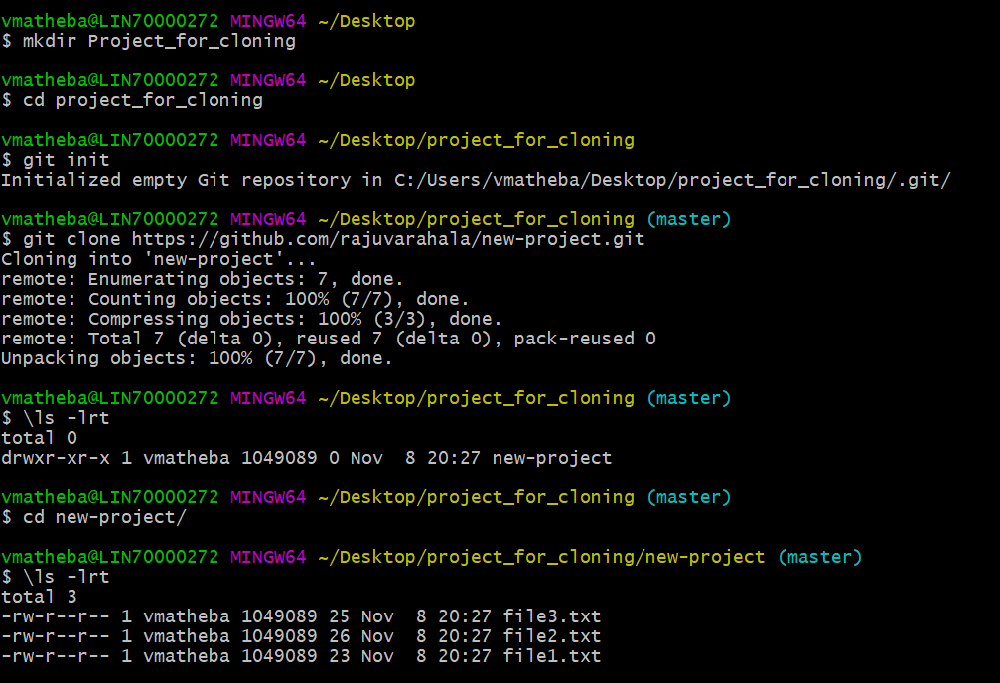 vmatheba@LIN70000272 MINGW64 ~/Desktop
$ mkdir Project_for_cloning
vmatheba@LIN70000272 MINGW64 ~/Desktop
$ cd project_for_cloning
vmatheba@LIN70000272 MINGW64 ~/Desktop/project_for_cloning
$ git init
Initialized empty Git repository in C:/Users/vmatheba/Desktop/project_for_cloning/.git/
vmatheba@LIN70000272 MINGW64 ~/Desktop/project_for_cloning (master)
$ git clone https://github.com/rajuvarahala/new-project.git
Cloning into 'new-project'...
remote: Enumerating objects: 7, done.
remote: Counting objects: 100% (7/7), done.
remote: Compressing objects: 100% (3/3), done.
remote: Total 7 (delta 0), reused 7 (delta 0), pack-reused 0
Unpacking objects: 100% (7/7), done.
vmatheba@LIN70000272 MINGW64 ~/Desktop/project_for_cloning (master)
$ \ls -lrt
total 0
drwxr-xr-x 1 vmatheba 1049089 0 Nov  8 20:27 new-project
vmatheba@LIN70000272 MINGW64 ~/Desktop/project_for_cloning (master)
$ cd new-project/
vmatheba@LIN70000272 MINGW64 ~/Desktop/project_for_cloning/new-project (master)
$ \ls -lrt
total 3
-rw-r--r-- 1 vmatheba 1049089 25 Nov  8 20:27 file3.txt
-rw-r--r-- 1 vmatheba 1049089 26 Nov  8 20:27 file2.txt
-rw-r--r-- 1 vmatheba 1049089 23 Nov  8 20:27 file1.txt